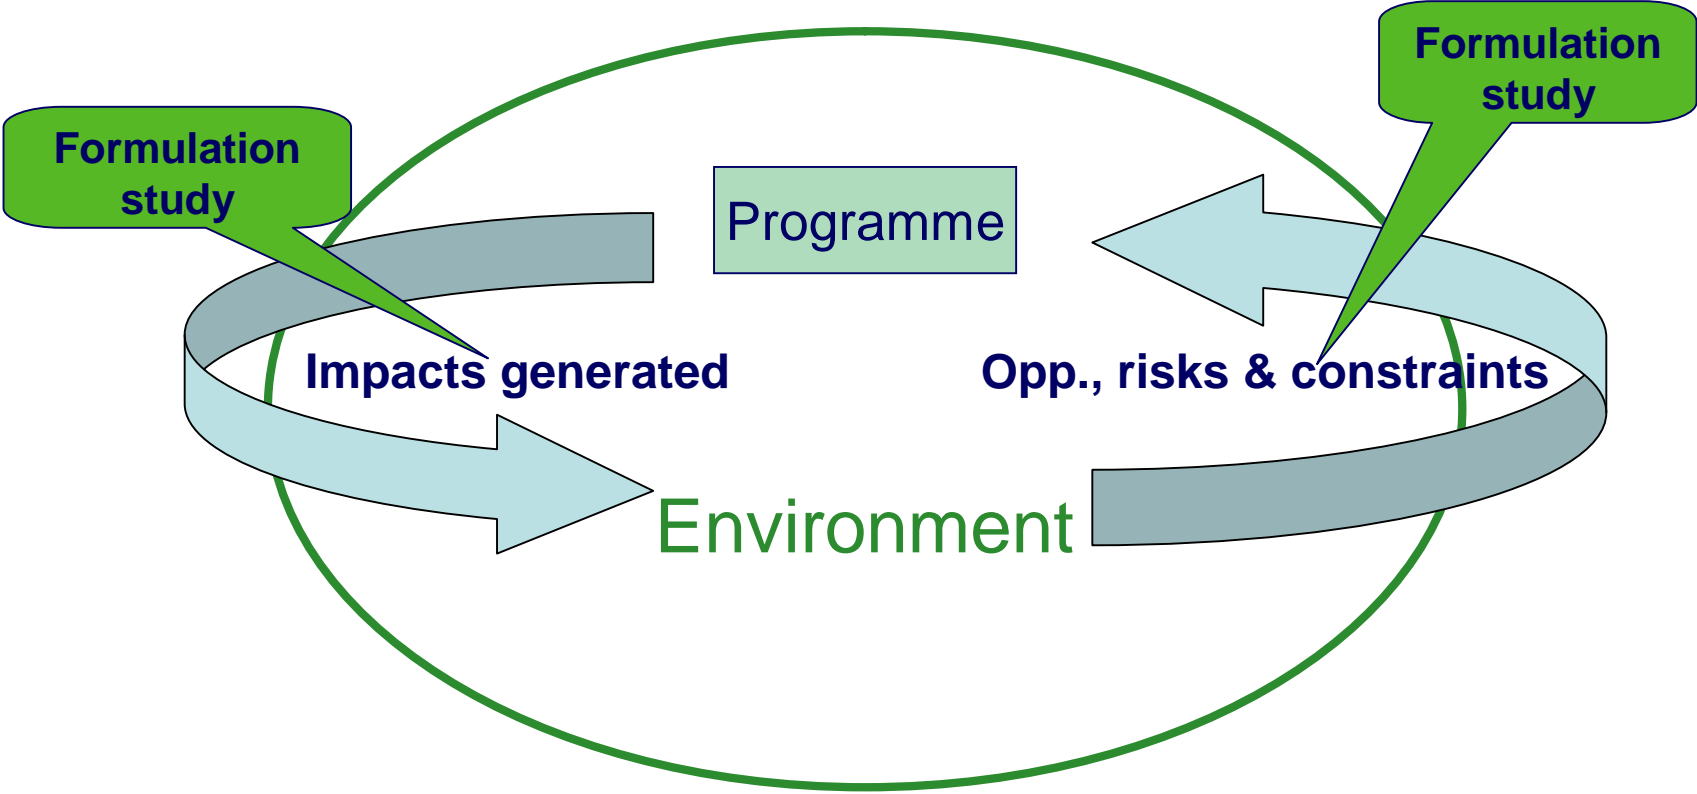 Formulation
study
Formulation
study
Programme
Impacts generated
Opp., risks & constraints
Environment